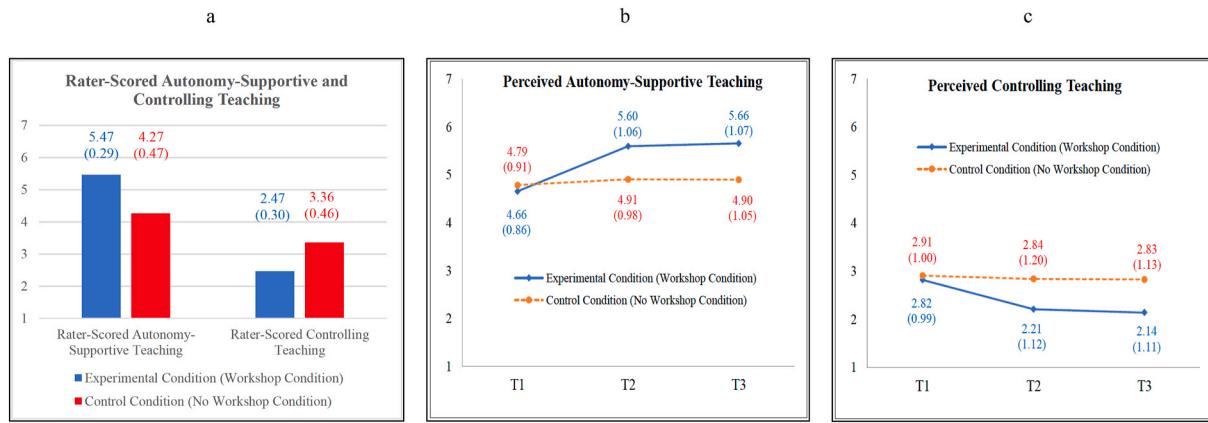 a
b
c
Rater-Scored Autonomy-Supportive and
Controlling Teaching
7
6
5
4
3
2
1
5.47
(0.29)
4.27
(0.47)
2.47
(0.30)
3.36
(0.46)
Rater-Scored Autonomy-
Supportive Teaching
Rater-Scored Controlling
Teaching
Experimental Condition (Workshop Condition)
Control Condition (No Workshop Condition)
Perceived Autonomy-Supportive Teaching
7
6
5
4
3
2
1
4.79
(0.91)
4.66
(0.86)
5.60
(1.06)
4.91
(0.98)
5.66
(1.07)
4.90
(1.05)
Experimental Condition (Workshop Condition)
Control Condition (No Workshop Condition)
T1
T2
T3
Perceived Controlling Teaching
7
6
5
4
3
2
1
Experimental Condition (Workshop Condition)
Control Condition (No Workshop Condition)
2.91
(1.00)
2.82
(0.99)
2.84
(1.20)
2.21
(1.12)
2.83
(1.13)
2.14
(1.11)
T1
T2
T3